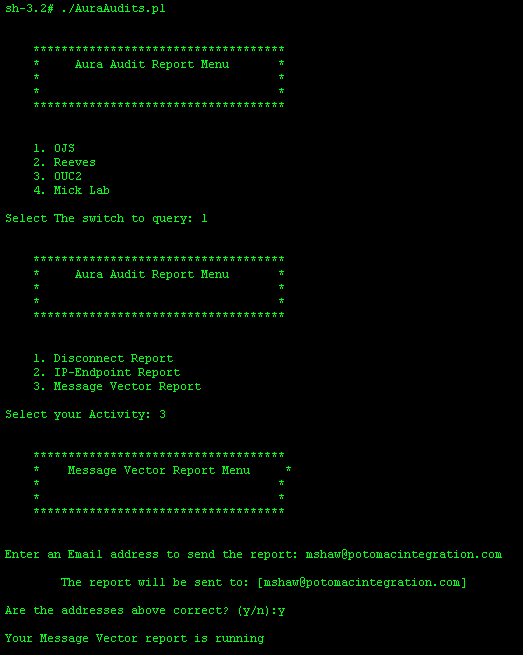 sh-3.2# ./AuraAudits.pl
************************************
* Aura Audit Report Menu *
* *
* *
************************************
1. OJS
2. Reeves
3. OUC2
4. Mick Lab
Select The switch to query: 1
************************************
* Aura Audit Report Menu *
* *
* *
************************************
1. Disconnect Report
2. IP-Endpoint Report
3. Message Vector Report
Select your Activity: 3
************************************
* Message Vector Report Menu *
* *
* *
************************************
Enter an Email address to send the report: mshaw@potomacintegration.com
The report will be sent to: [mshaw@potomacintegration.com]
Are the addresses above correct? (y/n):y
Your Message Vector report is running